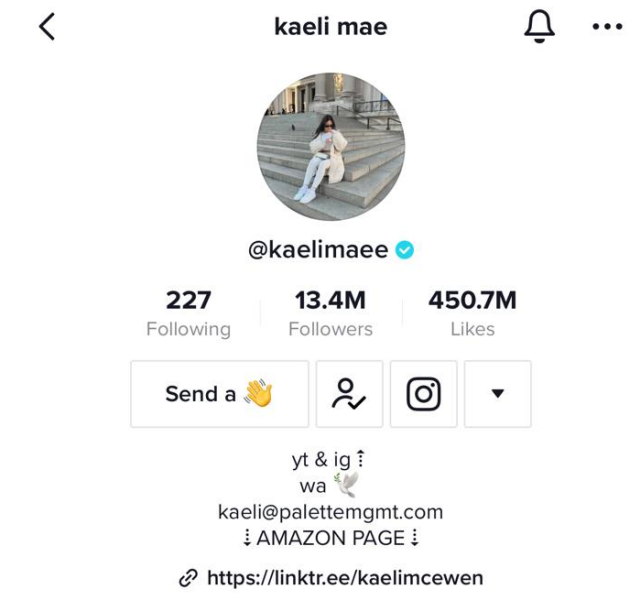 kaeli mae
@kaelimaee
227 13.4M 450.7M
Following Followers Likes
Send a 👋
yt & ig ⇡
wa 🕊️
kaeli@palettemgmt.com
⇣ AMAZON PAGE ⇣
https://linktr.ee/kaelimcewen